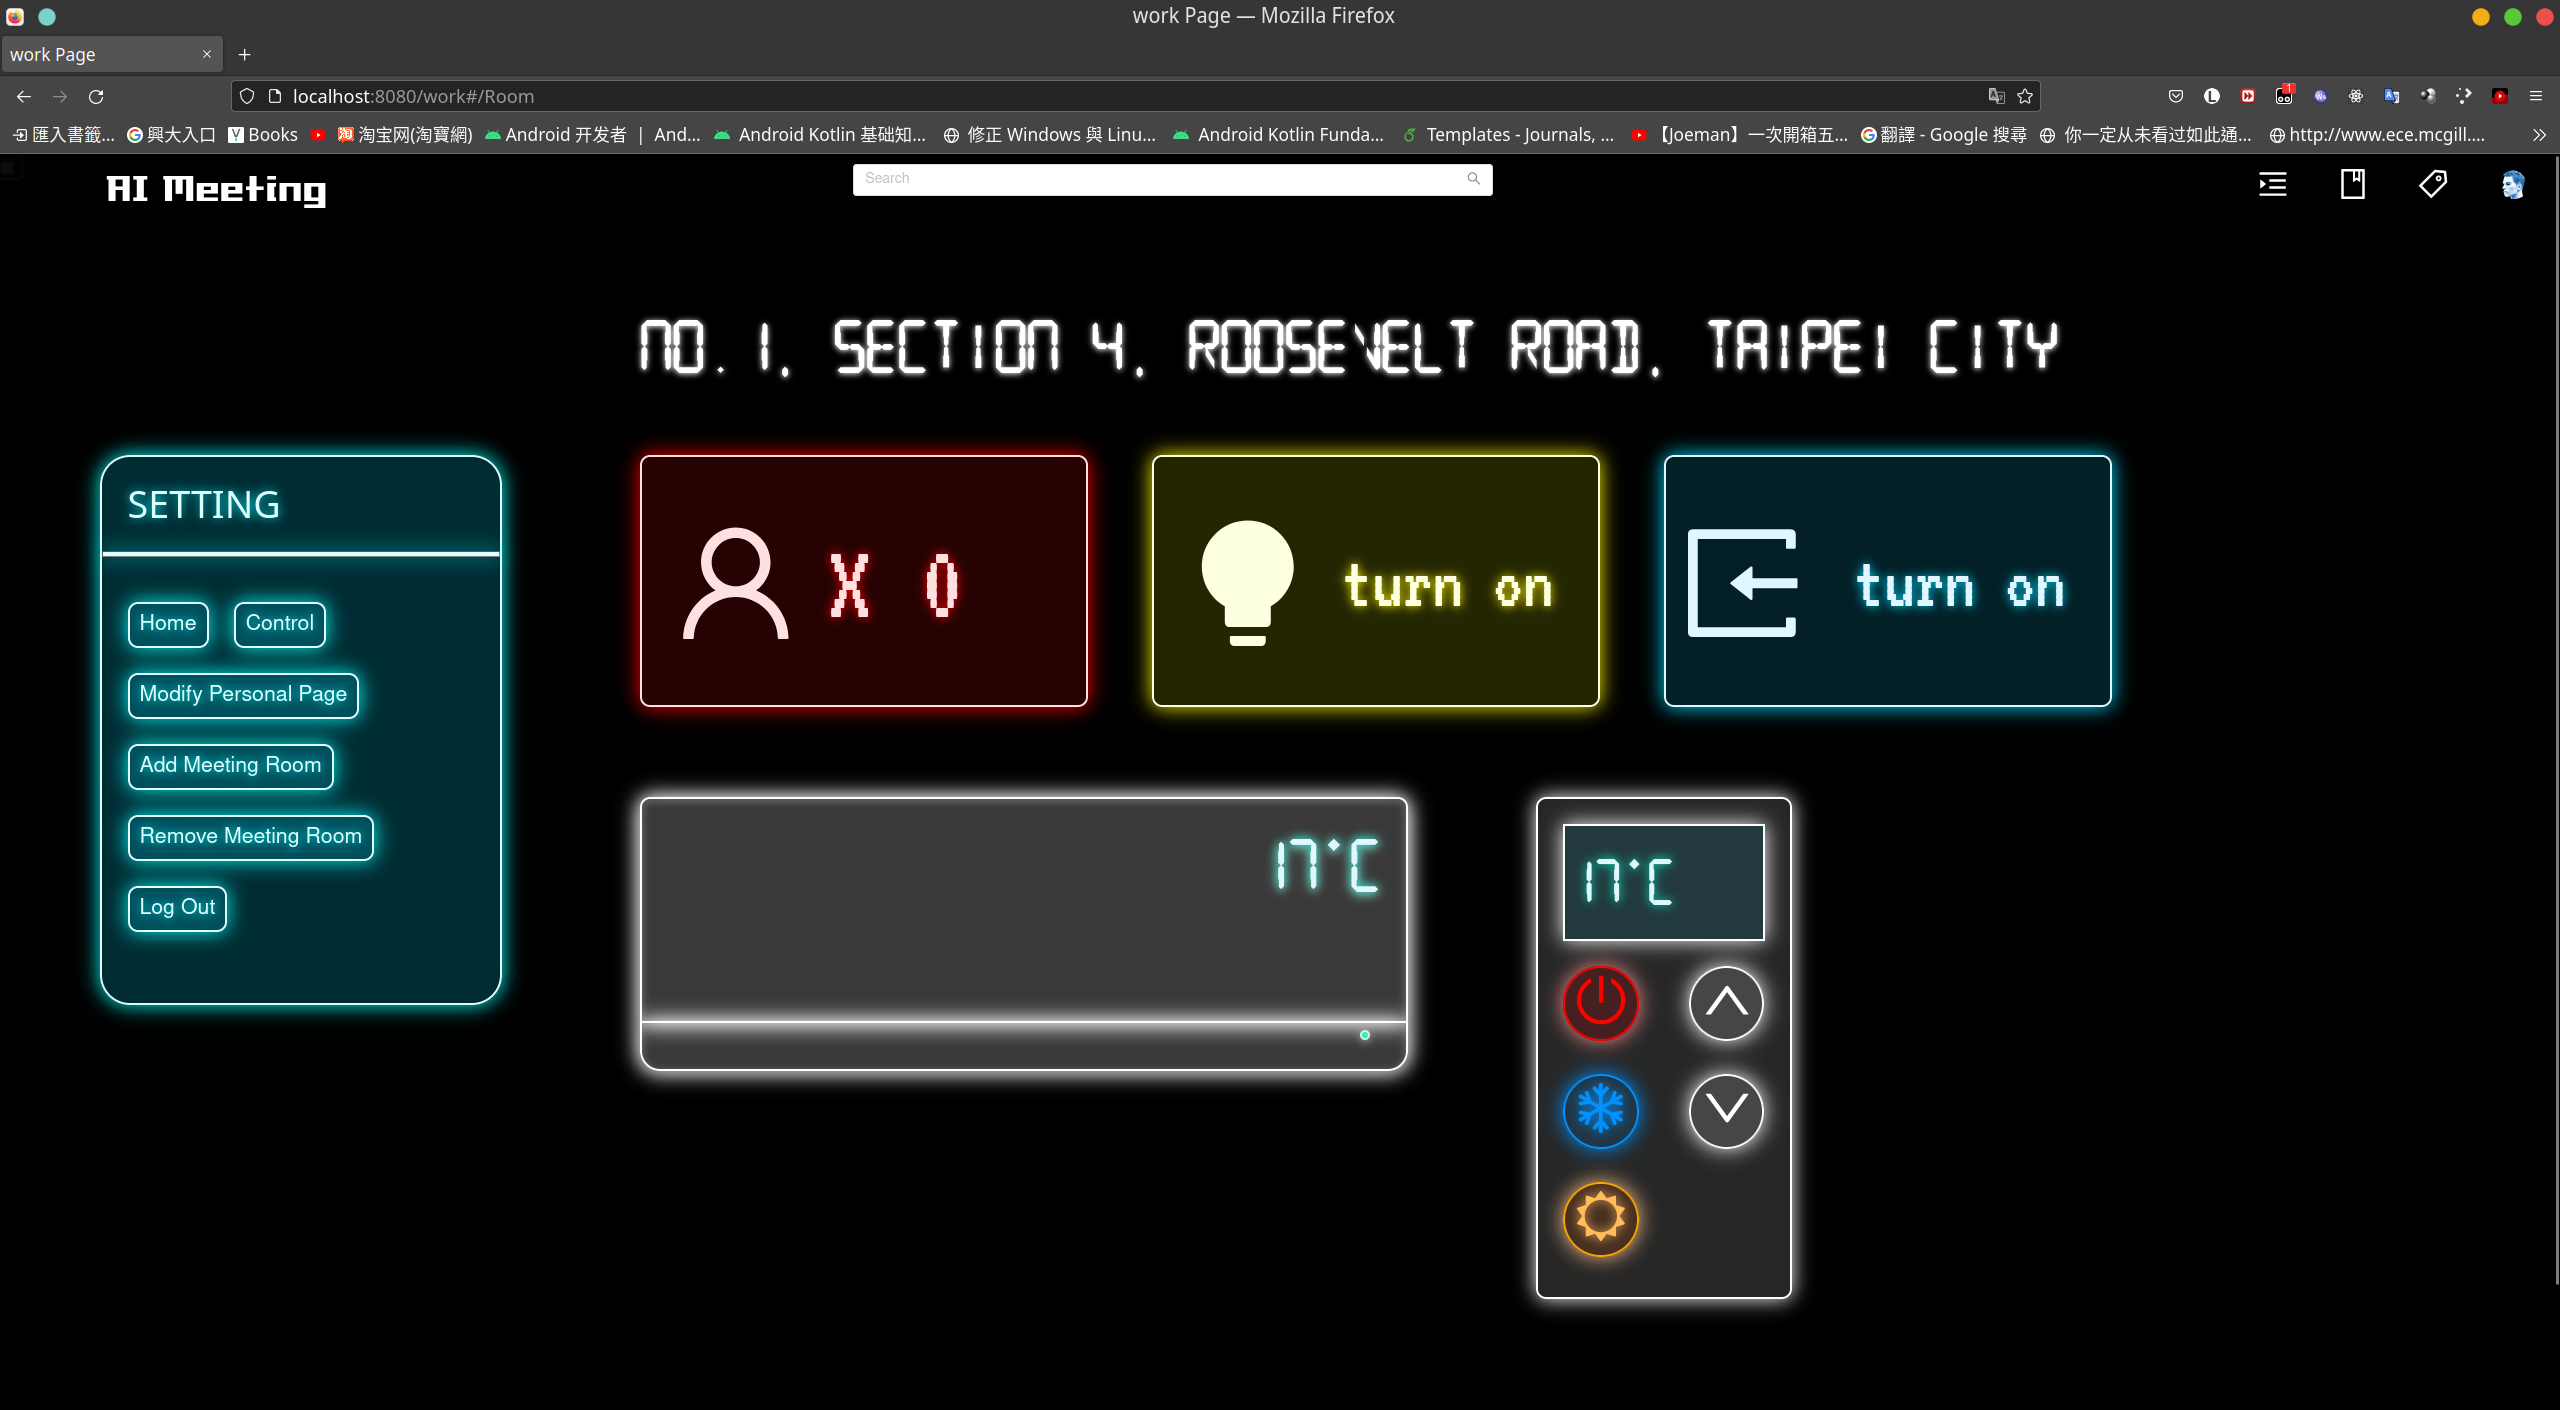 work Page — Mozilla Firefox
work Page
localhost:8080/work#/Room
1
匯入書籤... 興大入口 Books 淘宝网(淘寶網) Android 开发者 | And... Android Kotlin 基础知... 修正 Windows 與 Linu... Android Kotlin Funda... Templates - Journals, ... 【Joeman】一次開箱五... 翻譯 - Google 搜尋 你一定从未看过如此通... http://www.ece.mcgill....
AI Meeting
Search
NO. 1, SECTION 4, ROOSEVELT ROAD, TAIPEI CITY
SETTING
Home Control
Modify Personal Page
Add Meeting Room
Remove Meeting Room
Log Out
X 0
turn on
turn on
17°C
17°C